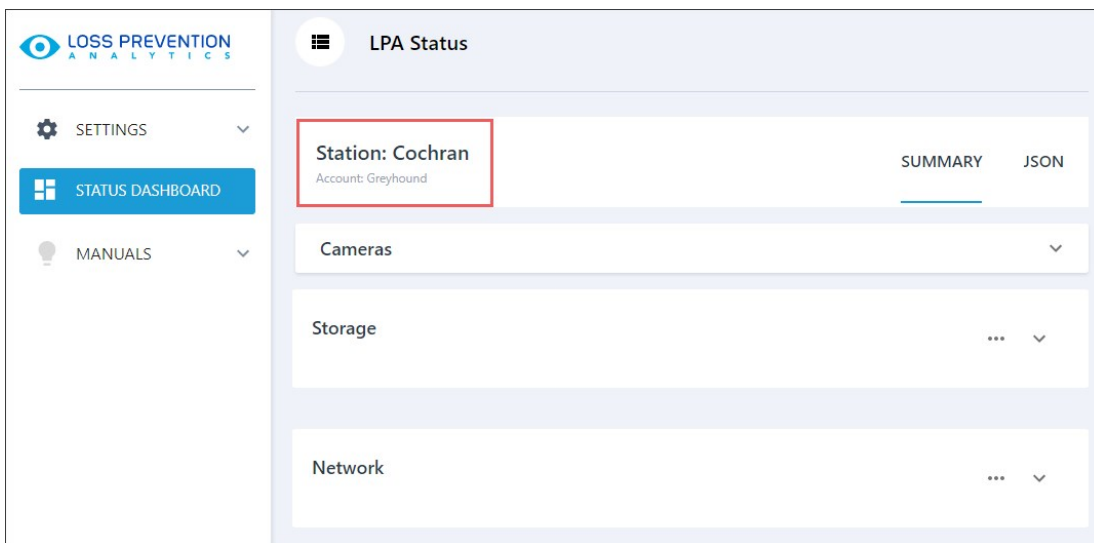 LOSS PREVENTION
ANALYTICS
SETTINGS
STATUS DASHBOARD
MANUALS
LPA Status
Station: Cochran
Account: Greyhound
SUMMARY JSON
Cameras
Storage
Network